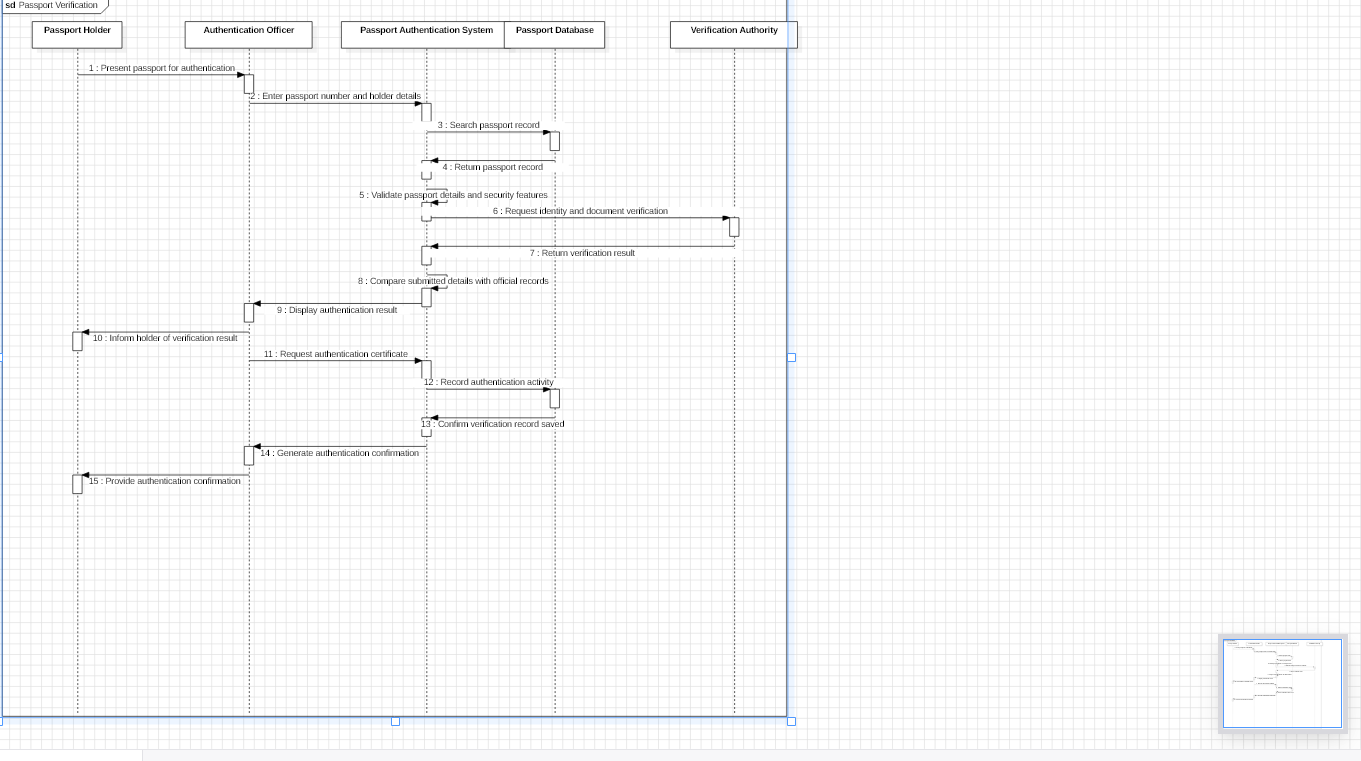 sd Passport Verification
Passport Holder
Authentication Officer
Passport Authentication System
Passport Database
Verification Authority
1 : Present passport for authentication
2 : Enter passport number and holder details
3 : Search passport record
4 : Return passport record
5 : Validate passport details and security features
6 : Request identity and document verification
7 : Return verification result
8 : Compare submitted details with official records
9 : Display authentication result
10 : Inform holder of verification result
11 : Request authentication certificate
12 : Record authentication activity
13 : Confirm verification record saved
14 : Generate authentication confirmation
15 : Provide authentication confirmation